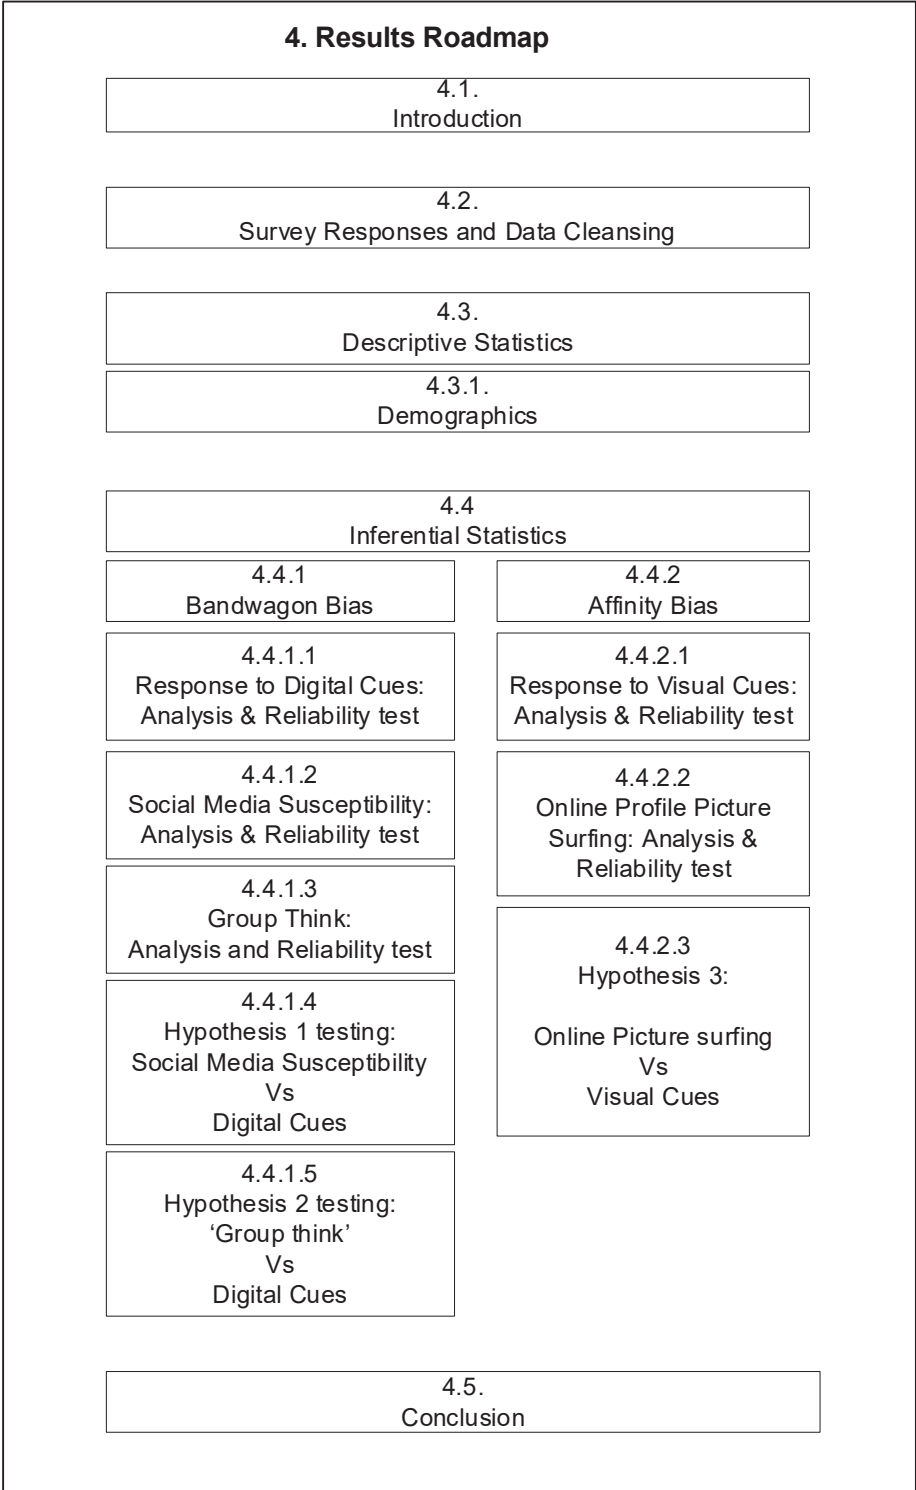 4. Results Roadmap
4.1.
Introduction
4.2.
Survey Responses and Data Cleansing
4.3.
Descriptive Statistics
4.3.1.
Demographics
4.4
Inferential Statistics
4.4.1
Bandwagon Bias
4.4.1.1
Response to Digital Cues:
Analysis & Reliability test
4.4.1.2
Social Media Susceptibility:
Analysis & Reliability test
4.4.1.3
Group Think:
Analysis and Reliability test
4.4.1.4
Hypothesis 1 testing:
Social Media Susceptibility
Vs
Digital Cues
4.4.1.5
Hypothesis 2 testing:
‘Group think’
Vs
Digital Cues
4.4.2
Affinity Bias
4.4.2.1
Response to Visual Cues:
Analysis & Reliability test
4.4.2.2
Online Profile Picture
Surfing: Analysis &
Reliability test
4.4.2.3
Hypothesis 3:
Online Picture surfing
Vs
Visual Cues
4.5.
Conclusion